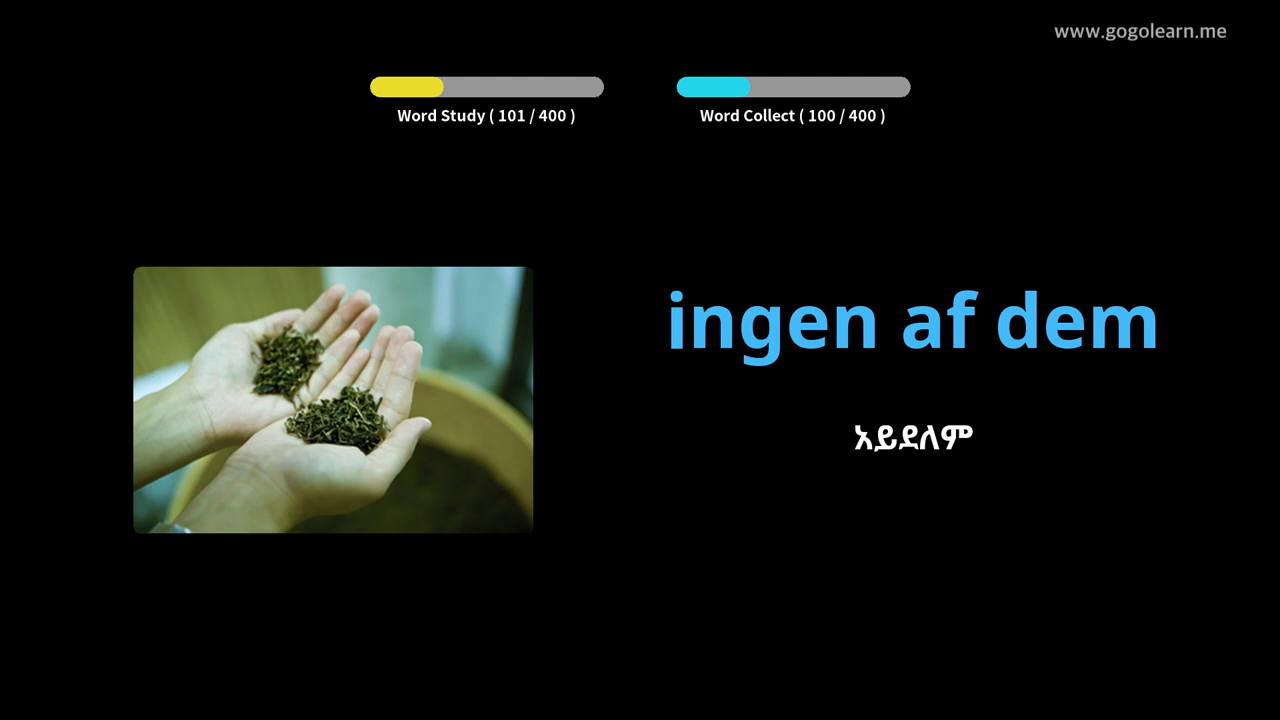 www.gogolearn.me
Word Study ( 101 / 400 )
Word Collect ( 100 / 400 )
ingen af dem
አይደለም